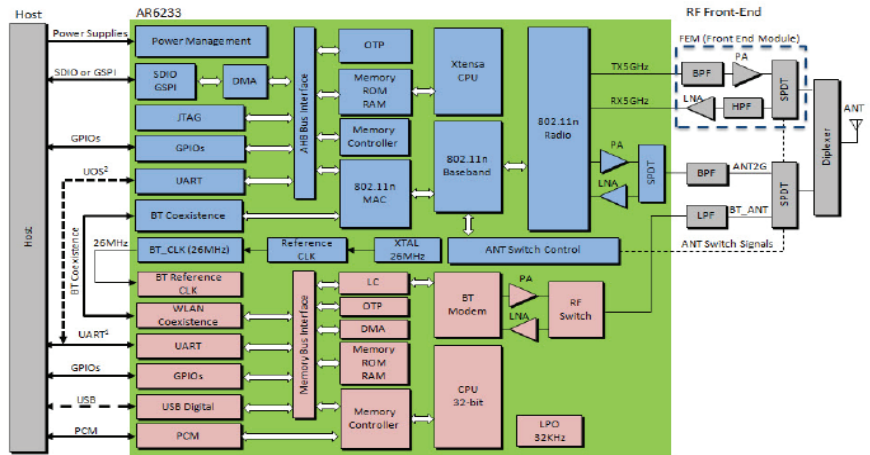 Host
AR6233
RF Front-End
FEM (Front End Module)
Power Supplies
SDIO or GSPI
GPIOs
UOS²
BT Coexistence
26MHz
UART¹
GPIOs
USB
PCM
Host
Power Management
SDIO
GSPI
DMA
JTAG
GPIOs
UART
BT Coexistence
BT_CLK (26MHz)
Reference
CLK
XTAL
26MHz
AHB Bus Interface
OTP
Memory
ROM
RAM
Memory
Controller
802.11n
MAC
Xtensa
CPU
802.11n
Baseband
802.11n
Radio
ANT Switch Control
PA
LNA
SPDT
TX5GHz
RX5GHz
BPF
PA
LNA
HPF
SPDT
BPF
ANT2G
LPF
BT_ANT
SPDT
ANT Switch Signals
Diplexer
ANT
BT Reference
CLK
WLAN
Coexistence
UART
GPIOs
USB Digital
PCM
Memory Bus Interface
LC
OTP
DMA
Memory
ROM
RAM
Memory
Controller
BT
Modem
PA
LNA
RF
Switch
CPU
32-bit
LPO
32KHz